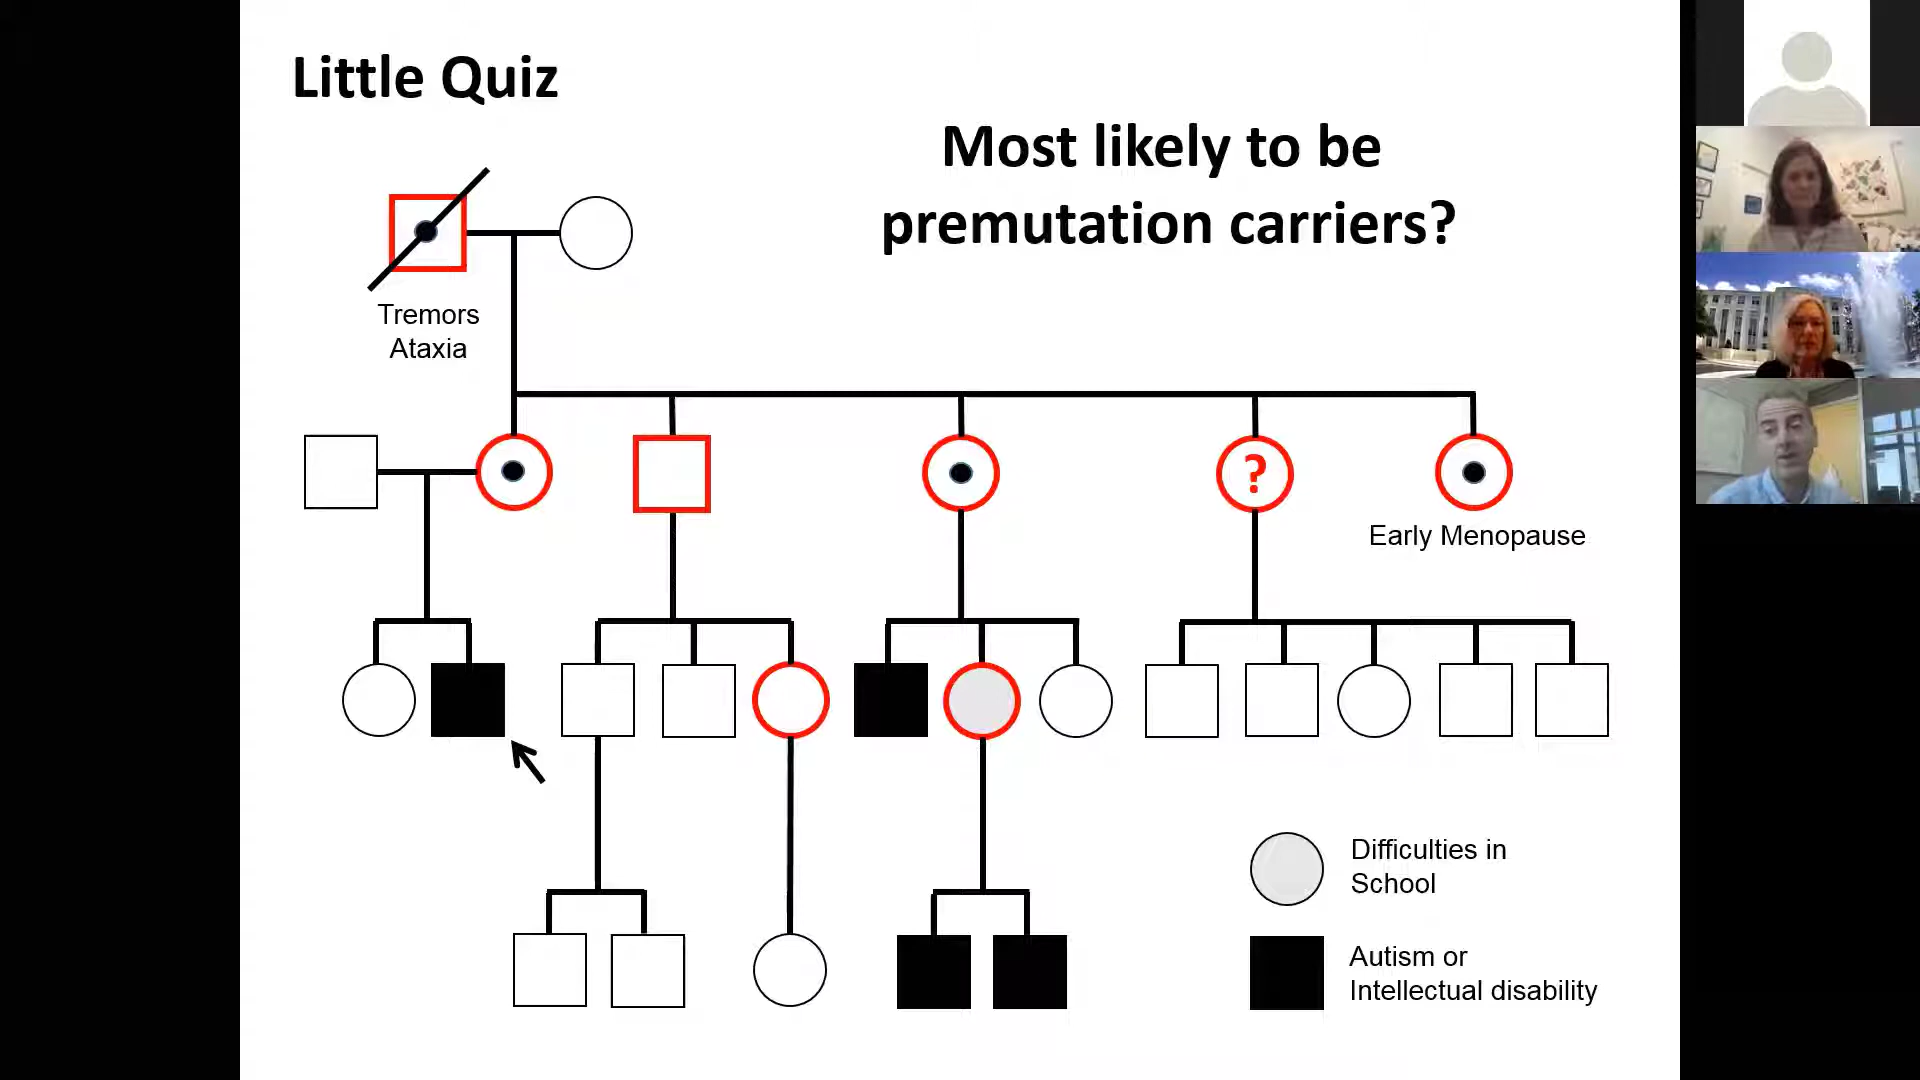 Little Quiz
Most likely to be
premutation carriers?
Tremors
Ataxia
?
Early Menopause
Difficulties in
School
Autism or
Intellectual disability